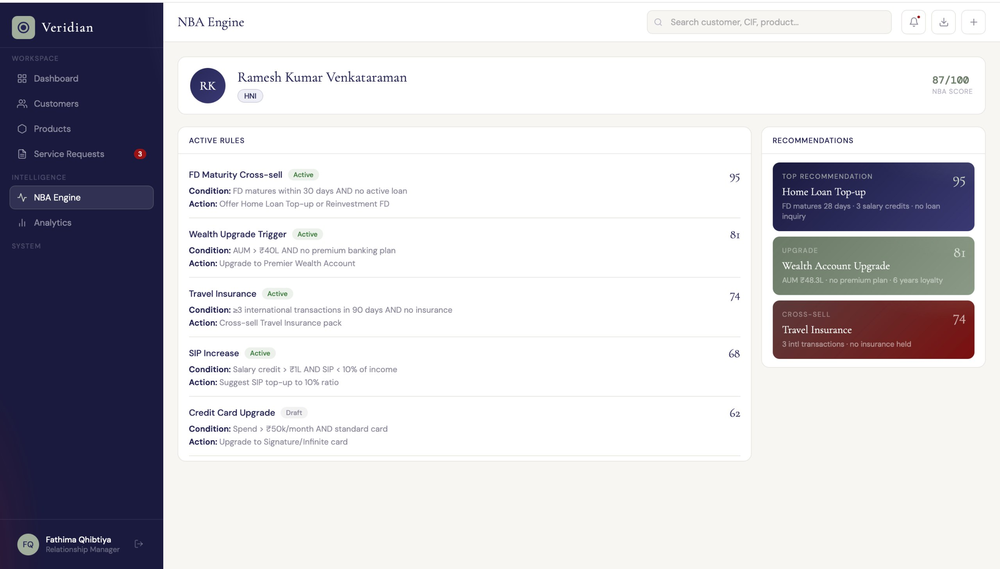 Veridian
WORKSPACE
Dashboard
Customers
Products
Service Requests 3
INTELLIGENCE
NBA Engine
Analytics
SYSTEM
FQ
Fathima Qhibtiya
Relationship Manager
NBA Engine
Search customer, CIF, product...
RK
Ramesh Kumar Venkataraman
HNI
87/100
NBA SCORE
ACTIVE RULES
FD Maturity Cross-sell Active 95
Condition: FD matures within 30 days AND no active loan
Action: Offer Home Loan Top-up or Reinvestment FD
Wealth Upgrade Trigger Active 81
Condition: AUM > ₹40L AND no premium banking plan
Action: Upgrade to Premier Wealth Account
Travel Insurance Active 74
Condition: ≥3 international transactions in 90 days AND no insurance
Action: Cross-sell Travel Insurance pack
SIP Increase Active 68
Condition: Salary credit > ₹1L AND SIP < 10% of income
Action: Suggest SIP top-up to 10% ratio
Credit Card Upgrade Draft 62
Condition: Spend > ₹50k/month AND standard card
Action: Upgrade to Signature/Infinite card
RECOMMENDATIONS
TOP RECOMMENDATION 95
Home Loan Top-up
FD matures 28 days · 3 salary credits · no loan
inquiry
UPGRADE 81
Wealth Account Upgrade
AUM ₹48.3L · no premium plan · 6 years loyalty
CROSS-SELL 74
Travel Insurance
3 intl transactions · no insurance held